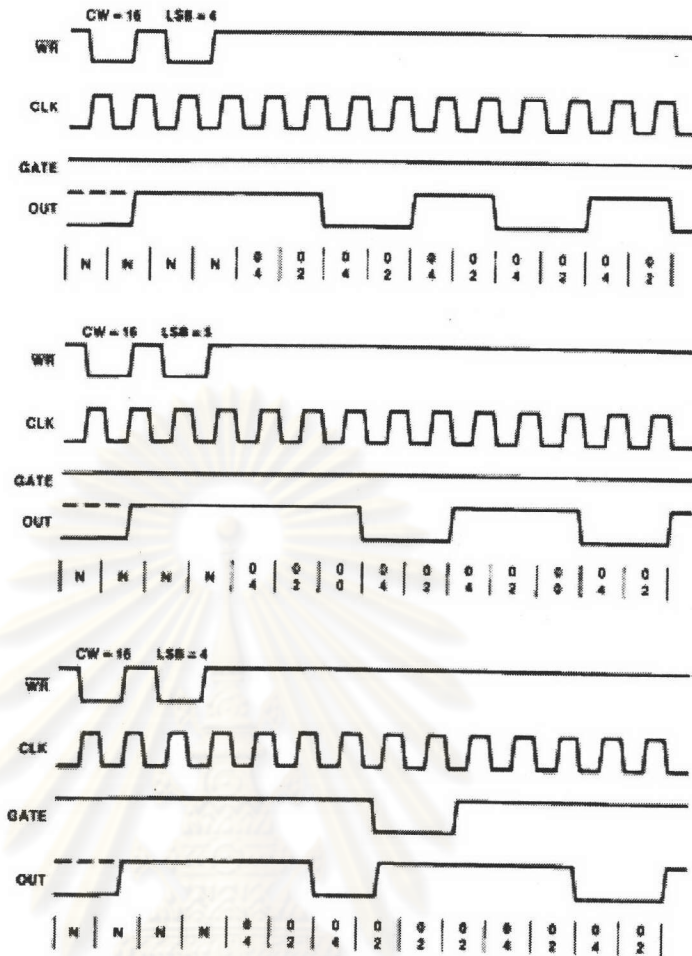 CW = 16 LSB = 4
WR
CLK
GATE
OUT
N N N N 0 0 0 0 0 0 0 0 0 0
4 2 4 2 4 2 4 2 4 2
CW = 16 LSB = 5
WR
CLK
GATE
OUT
N N N N 0 0 0 0 0 0 0 0 0 0
4 2 0 4 2 4 2 0 4 2
CW = 16 LSB = 4
WR
CLK
GATE
OUT
N N N N 0 0 0 0 0 0 0 0 0 0
4 2 4 2 2 2 4 2 4 2